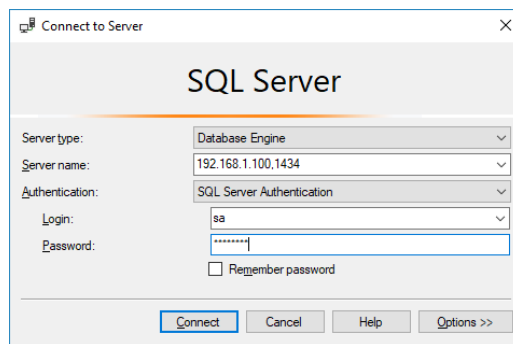 Connect to Server
SQL Server
Server type: Database Engine
Server name: 192.168.1.100,1434
Authentication: SQL Server Authentication
Login: sa
Password: ********
Remember password
Connect Cancel Help Options >>